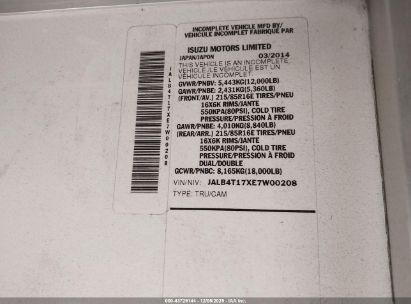 INCOMPLETE VEHICLE MFD BY/
VÉHICULE INCOMPLET FABRIQUE PAR
ISUZU MOTORS LIMITED
JAPAN/JAPON 03/2014
THIS VEHICLE IS AN INCOMPLETE
VEHICLE./LE VEHICULE EST UN
VEHICULE INCOMPLET
GVWR/PNBV: 5,443KG(12,000LB)
GAWR/PNBE: 2,431KG(5,360LB)
(FRONT/AV.) 215/85R16E TIRES/PNEU
16X6K RIMS/JANTE
550KPA(80PSI), COLD TIRE
PRESSURE/PRESSION À FROID
GAWR/PNBE: 4,010KG(8,840LB)
(REAR/ARR.) 215/85R16E TIRES/PNEU
16X6K RIMS/JANTE
550KPA(80PSI), COLD TIRE
PRESSURE/PRESSION À FROID
DUAL/DOUBLE
GCWR/PNBC: 8,165KG(18,000LB)
VIN/NIV: JALB4T17XE7W00208
TYPE: TRU/CAM
JALB4T17XE7W00208